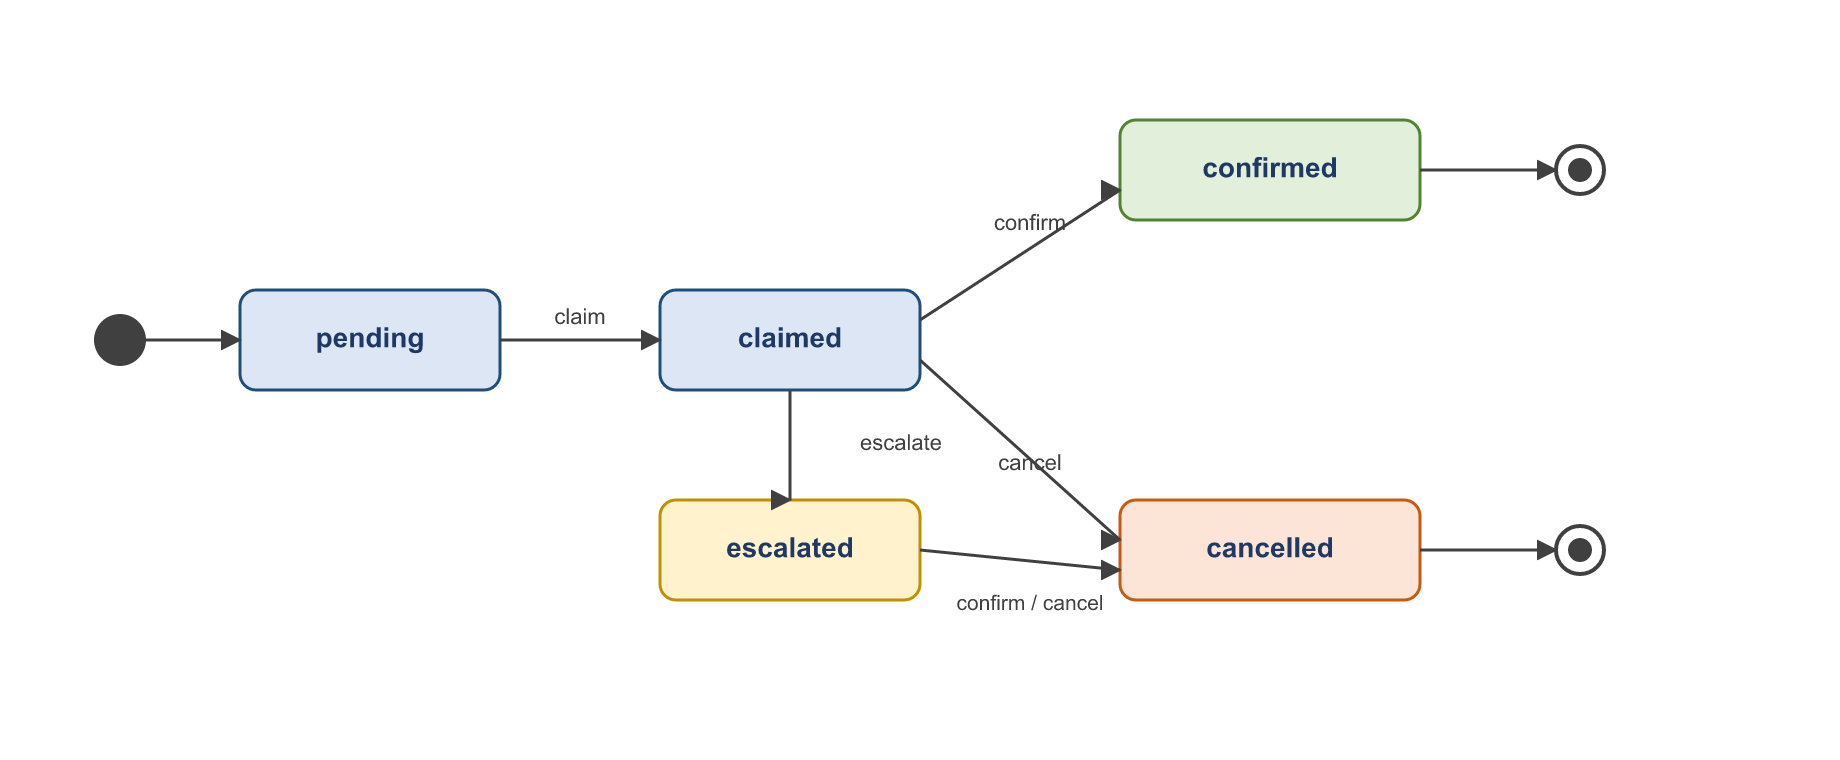 confirmed
confirm
claim
pending
claimed
escalate
cancel
escalated
cancelled
confirm / cancel